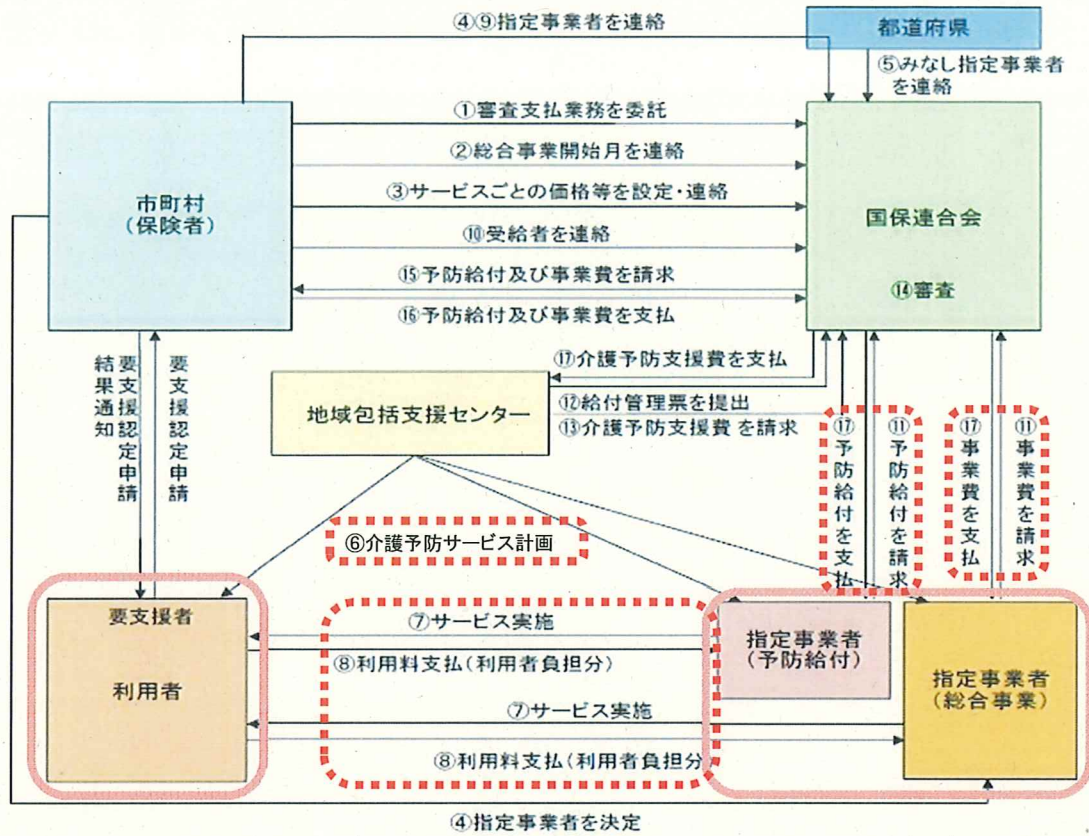 ④⑨指定事業者を連絡
都道府県
⑤みなし指定事業者
を連絡
①審査支払業務を委託
②総合事業開始月を連絡
市町村
(保険者)
③サービスごとの価格等を設定・連絡
国保連合会
⑩受給者を連絡
⑮予防給付及び事業費を請求
⑭審査
⑯予防給付及び事業費を支払
要支援認定申請
結果通知
要支援認定申請
⑰介護予防支援費を支払
地域包括支援センター
⑫給付管理票を提出
⑬介護予防支援費を請求
⑰予防給付を支払
⑪予防給付を請求
⑰事業費を支払
⑪事業費を請求
⑥介護予防サービス計画
要支援者
利用者
⑦サービス実施
⑧利用料支払(利用者負担分)
指定事業者
(予防給付)
⑦サービス実施
⑧利用料支払(利用者負担分)
指定事業者
(総合事業)
④指定事業者を決定